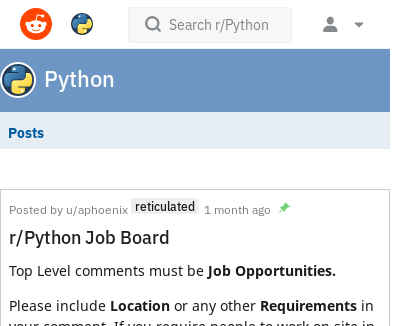 Search r/Python
Python
Posts
Posted by u/aphoenix reticulated 1 month ago
r/Python Job Board
Top Level comments must be Job Opportunities.
Please include Location or any other Requirements in
your comment. If you require people to work on site in